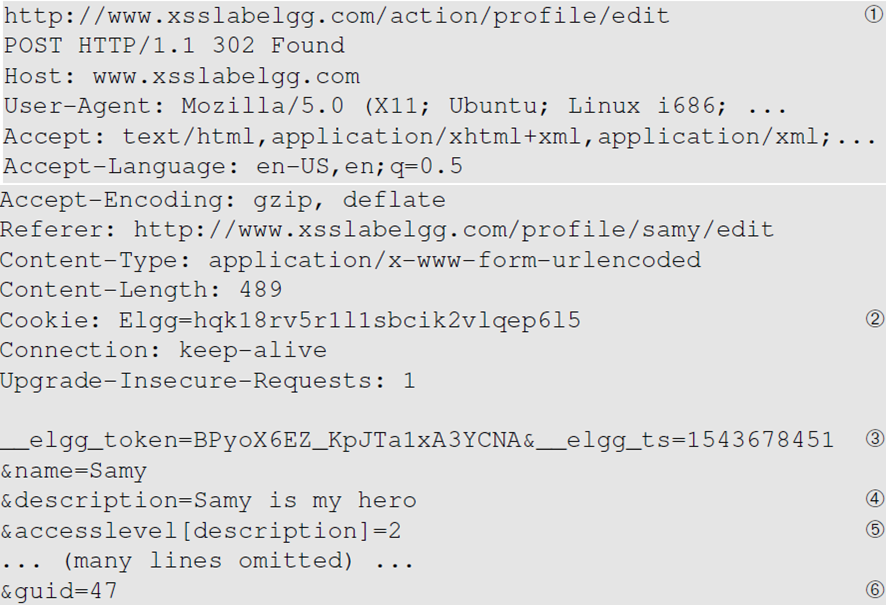 http://www.xsslabelgg.com/action/profile/edit ①
POST HTTP/1.1 302 Found
Host: www.xsslabelgg.com
User-Agent: Mozilla/5.0 (X11; Ubuntu; Linux i686; ...
Accept: text/html,application/xhtml+xml,application/xml;...
Accept-Language: en-US,en;q=0.5
Accept-Encoding: gzip, deflate
Referer: http://www.xsslabelgg.com/profile/samy/edit
Content-Type: application/x-www-form-urlencoded
Content-Length: 489
Cookie: Elgg=hqk18rv5r1l1sbcik2vlqep6l5 ②
Connection: keep-alive
Upgrade-Insecure-Requests: 1
__elgg_token=BPyoX6EZ_KpJTa1xA3YCNA&__elgg_ts=1543678451 ③
&name=Samy
&description=Samy is my hero ④
&accesslevel[description]=2 ⑤
... (many lines omitted) ...
&guid=47 ⑥